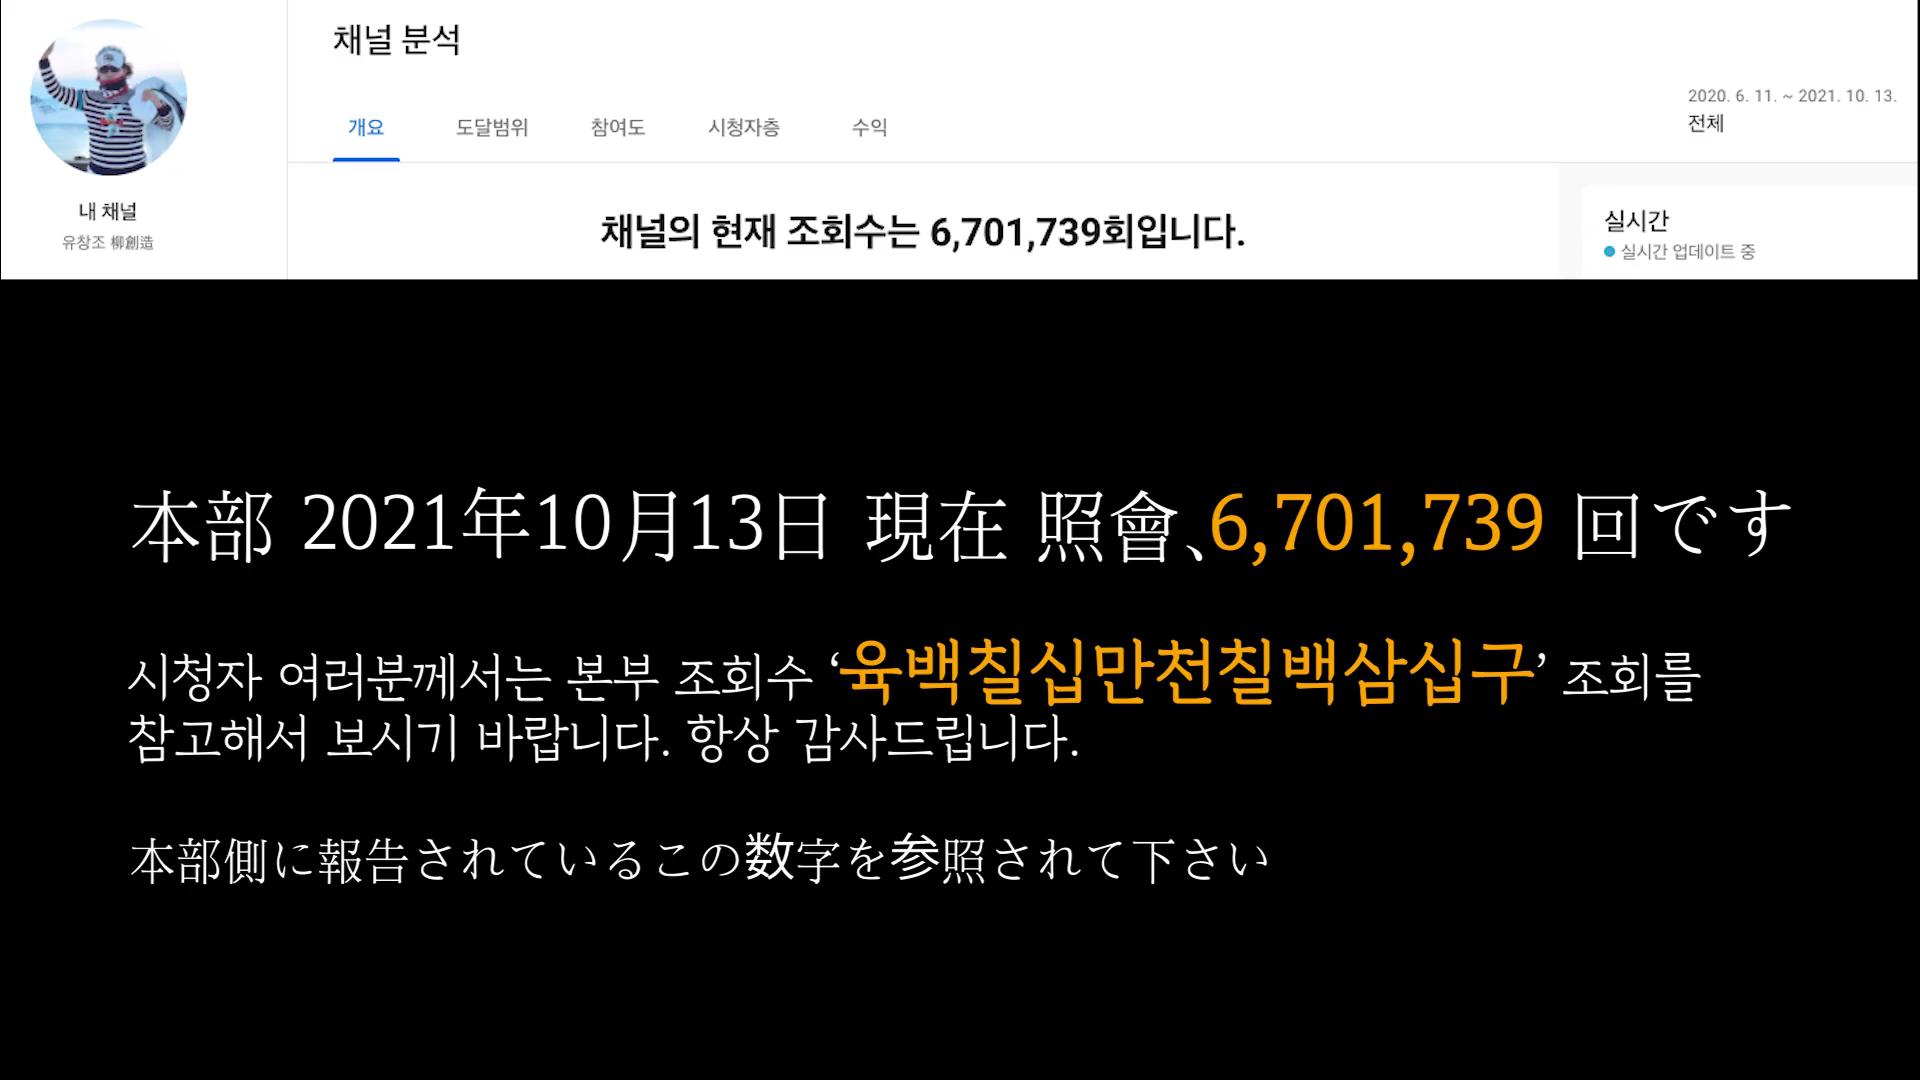 채널 분석
2020. 6. 11. ~ 2021. 10. 13.
전체
개요 도달범위 참여도 시청자층 수익
내 채널
유창조 柳創造
채널의 현재 조회수는 6,701,739회입니다.
실시간
실시간 업데이트 중
本部 2021年10月13日 現在 照會、6,701,739 回です
시청자 여러분께서는 본부 조회수 ‘육백칠십만천칠백삼십구’ 조회를
참고해서 보시기 바랍니다. 항상 감사드립니다.
本部側に報告されているこの数字を参照されて下さい